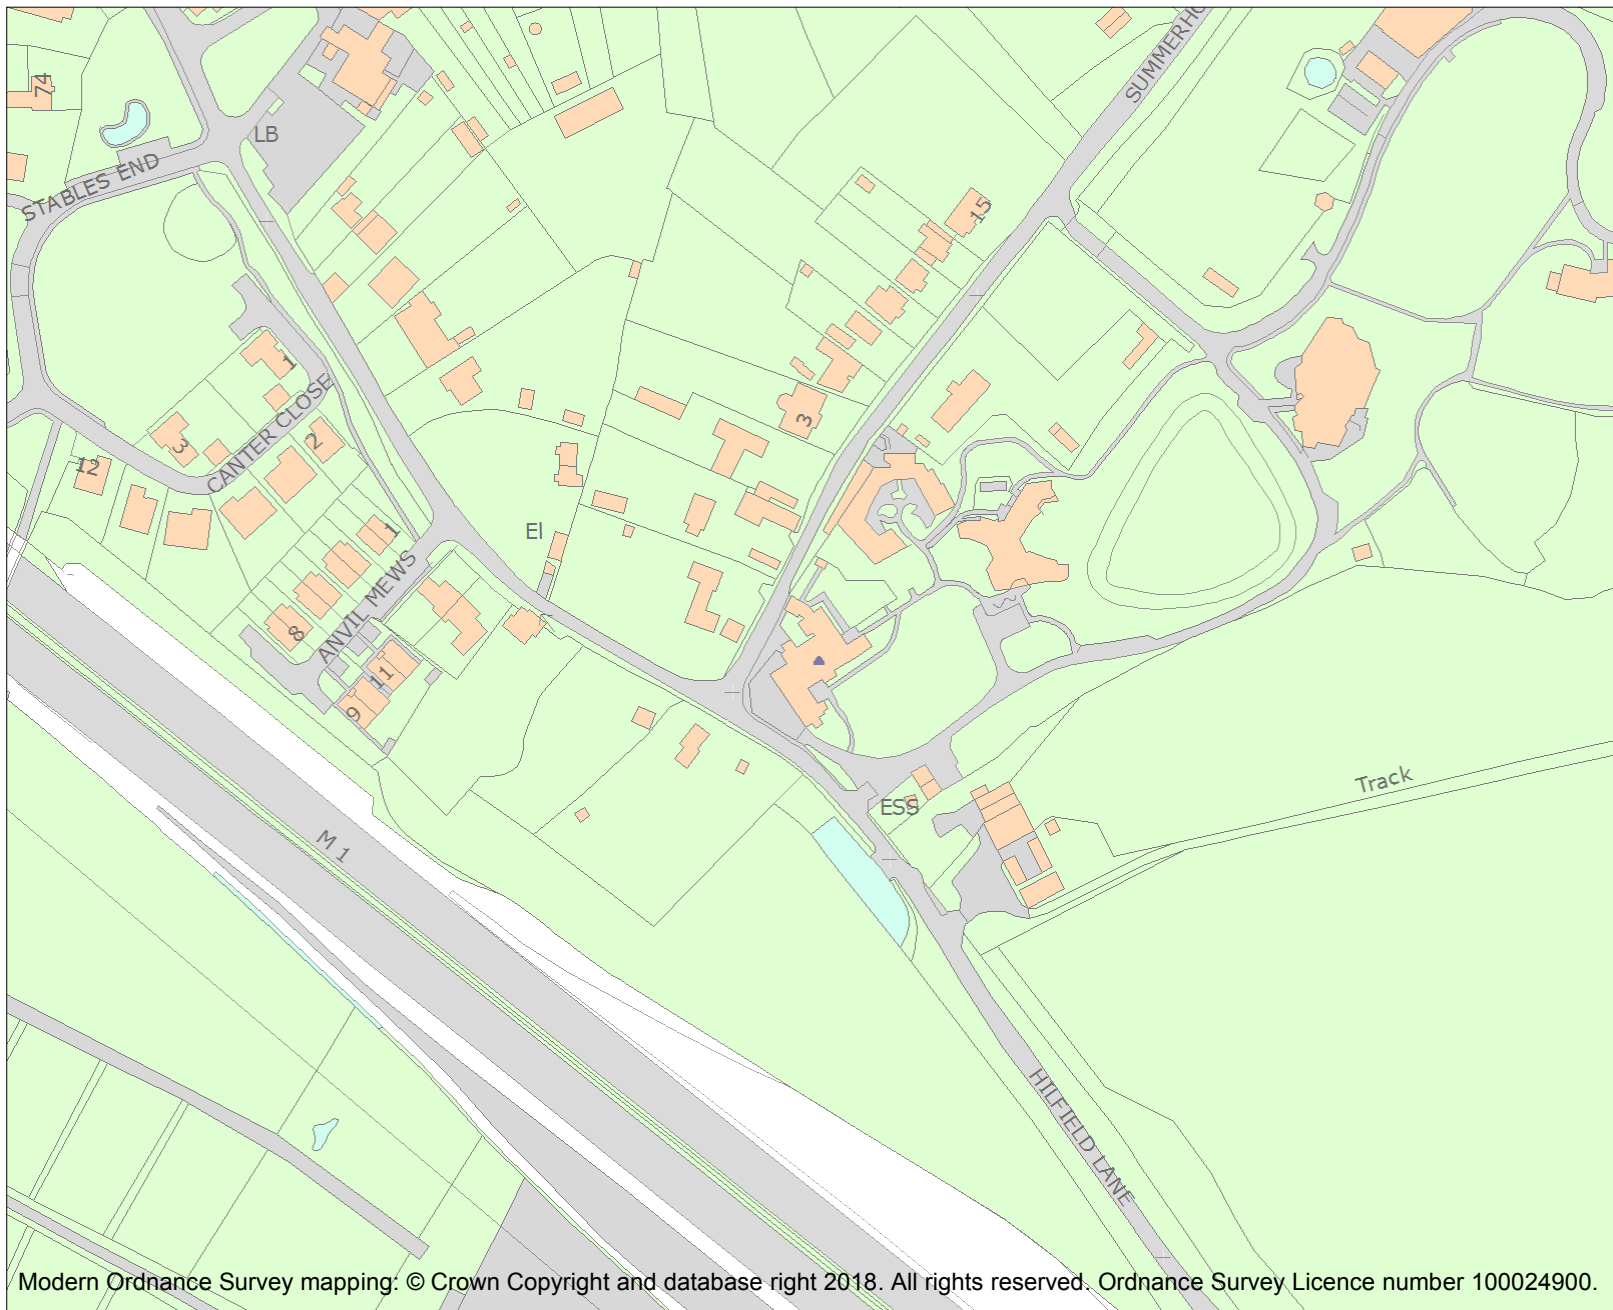 SUMMERHO
74
LB
STABLES END
15
1
CANTER CLOSE
3
3
2
12
1
El
ANVIL MEWS
8
11
9
Track
ESS
M 1
HILFIELD LANE
Modern Ordnance Survey mapping: © Crown Copyright and database right 2018. All rights reserved. Ordnance Survey Licence number 100024900.